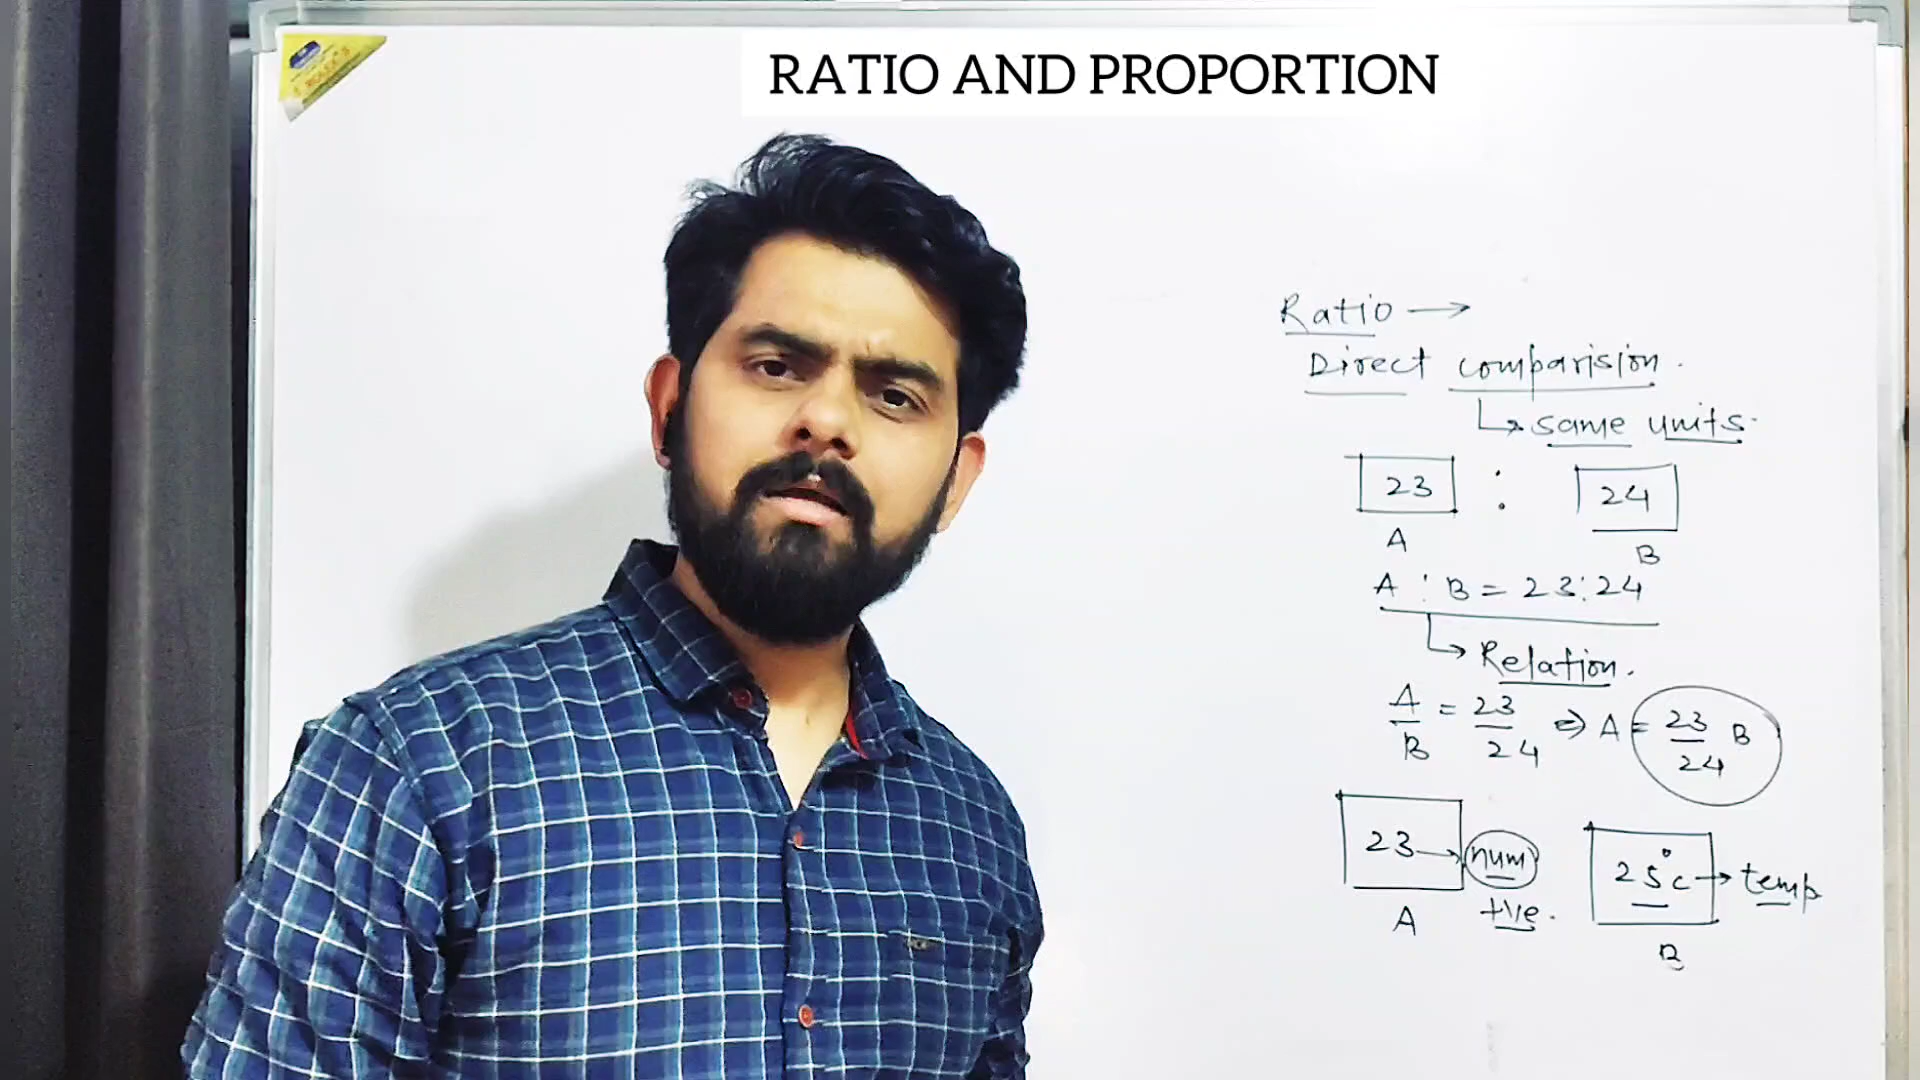 RATIO AND PROPORTION
Ratio →
Direct comparision.
↳ same units.
23 : 24
A B
A : B = 23:24
↳ Relation.
A/B = 23/24 ⇒ A = 23/24 B
23 → num 25°c → temp
A +ve. B